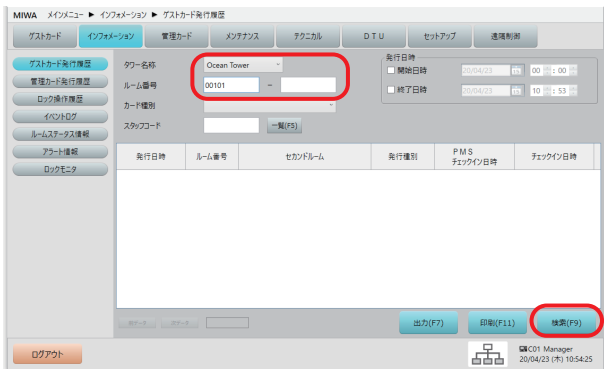 MIWA メインメニュー ▶ インフォメーション ▶ ゲストカード発行履歴
ゲストカード インフォメーション 管理カード メンテナンス テクニカル DTU セットアップ 遠隔制御
ゲストカード発行履歴
管理カード発行履歴
ロック操作履歴
イベントログ
ルームステータス情報
アラート情報
ロックモニタ
タワー名称 Ocean Tower
ルーム番号 00101 -
カード種別
スタッフコード 一覧(F5)
発行日時
開始日時 20/04/23 00 : 00
終了日時 20/04/23 10 : 53
発行日時 ルーム番号 セカンドルーム 発行種別 PMSチェックイン日時 チェックイン日時
前データ 次データ
出力(F7) 印刷(F11) 検索(F9)
ログアウト
C01 Manager
20/04/23 (木) 10:54:25